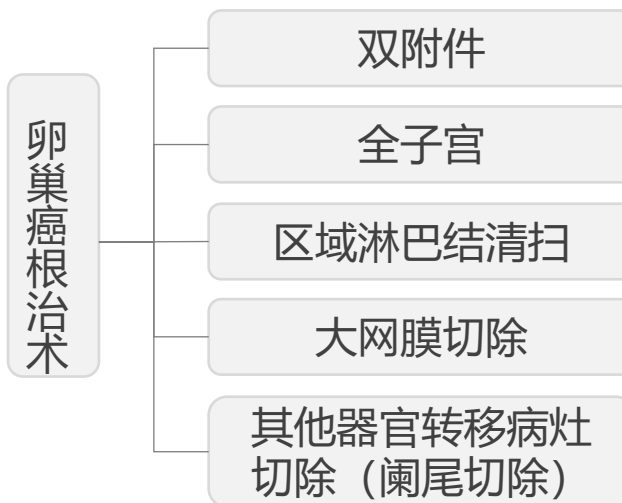 卵巢癌根治术
双附件
全子宫
区域淋巴结清扫
大网膜切除
其他器官转移病灶
切除（阑尾切除）